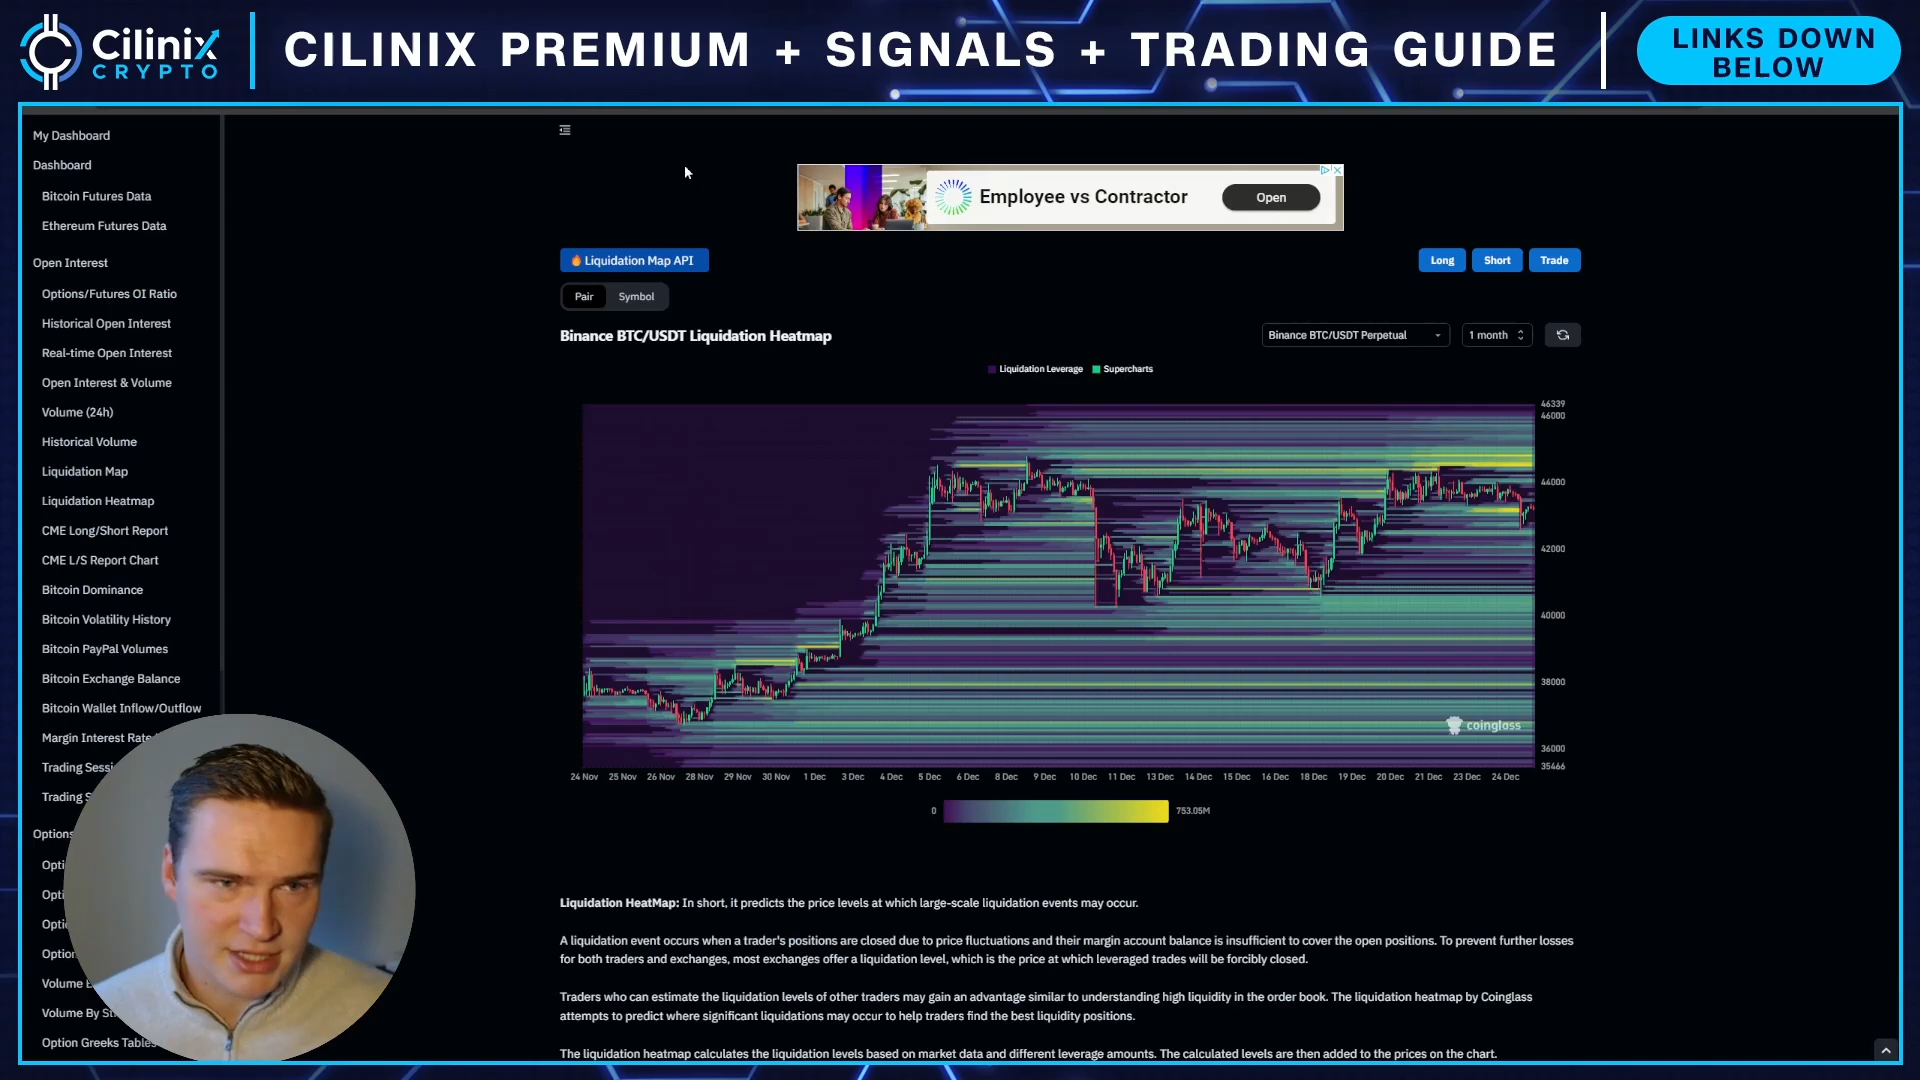 Cilinix
CRYPTO
CILINIX PREMIUM + SIGNALS + TRADING GUIDE
LINKS DOWN
BELOW
My Dashboard
Dashboard
Bitcoin Futures Data
Ethereum Futures Data
Open Interest
Options/Futures OI Ratio
Historical Open Interest
Real-time Open Interest
Open Interest & Volume
Volume (24h)
Historical Volume
Liquidation Map
Liquidation Heatmap
CME Long/Short Report
CME L/S Report Chart
Bitcoin Dominance
Bitcoin Volatility History
Bitcoin PayPal Volumes
Bitcoin Exchange Balance
Bitcoin Wallet Inflow/Outflow
Margin Interest Rate
Trading
Trading
Options
Volume
Volume By
Option Greeks Tables
Employee vs Contractor
Open
Liquidation Map API
Long
Short
Trade
Pair
Symbol
Binance BTC/USDT Liquidation Heatmap
Binance BTC/USDT Perpetual
1 month
Liquidation Leverage
Supercharts
46339
46000
44000
42000
40000
38000
36000
35466
coinglass
24 Nov 25 Nov 26 Nov 28 Nov 29 Nov 30 Nov 1 Dec 3 Dec 4 Dec 5 Dec 6 Dec 8 Dec 9 Dec 10 Dec 11 Dec 13 Dec 14 Dec 15 Dec 16 Dec 18 Dec 19 Dec 20 Dec 21 Dec 23 Dec 24 Dec
0
753.05M
Liquidation HeatMap: In short, it predicts the price levels at which large-scale liquidation events may occur.
A liquidation event occurs when a trader's positions are closed due to price fluctuations and their margin account balance is insufficient to cover the open positions. To prevent further losses
for both traders and exchanges, most exchanges offer a liquidation level, which is the price at which leveraged trades will be forcibly closed.
Traders who can estimate the liquidation levels of other traders may gain an advantage similar to understanding high liquidity in the order book. The liquidation heatmap by Coinglass
attempts to predict where significant liquidations may occur to help traders find the best liquidity positions.
The liquidation heatmap calculates the liquidation levels based on market data and different leverage amounts. The calculated levels are then added to the prices on the chart.